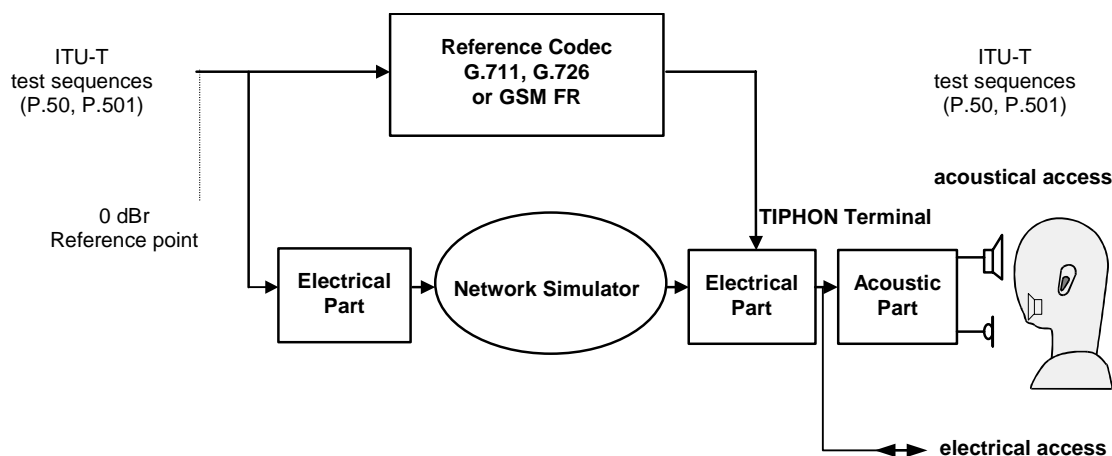 ITU-T
test sequences
(P.50, P.501)
Reference Codec
G.711, G.726
or GSM FR
ITU-T
test sequences
(P.50, P.501)
acoustical access
0 dBr
Reference point
TIPHON Terminal
Electrical
Part
Network Simulator
Electrical
Part
Acoustic
Part
electrical access